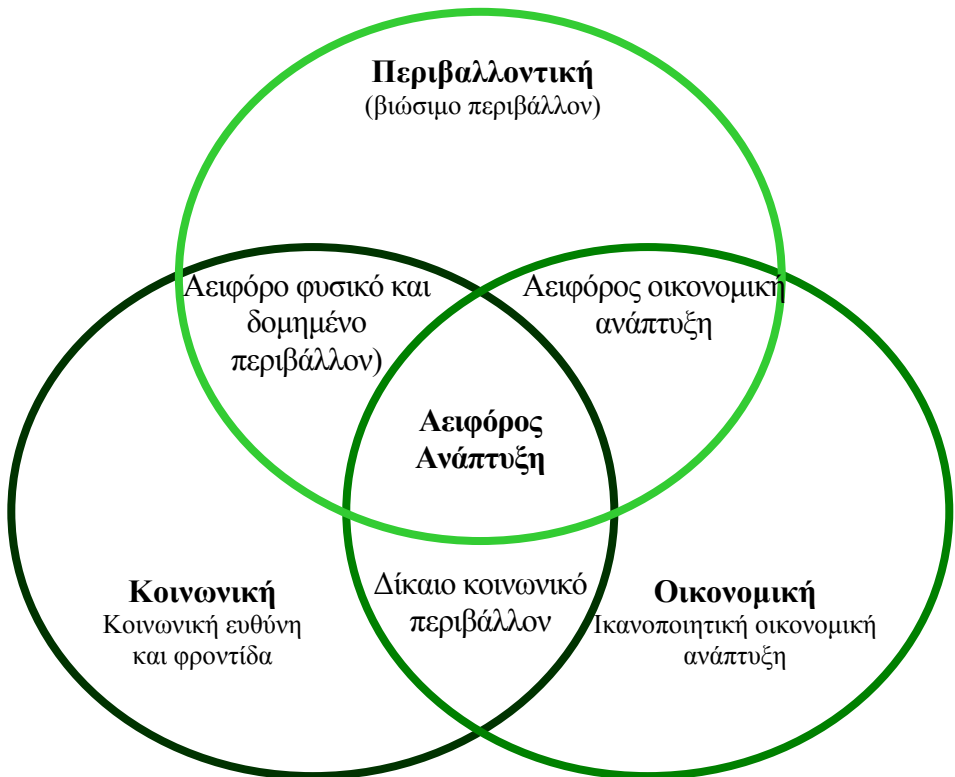 Περιβαλλοντική
(βιώσιμο περιβάλλον)
Αειφόρο φυσικό και
δομημένο
περιβάλλον)
Αειφόρος οικονομική
ανάπτυξη
Αειφόρος
Ανάπτυξη
Κοινωνική
Κοινωνική ευθύνη
και φροντίδα
Δίκαιο κοινωνικό
περιβάλλον
Οικονομική
Ικανοποιητική οικονομική
ανάπτυξη